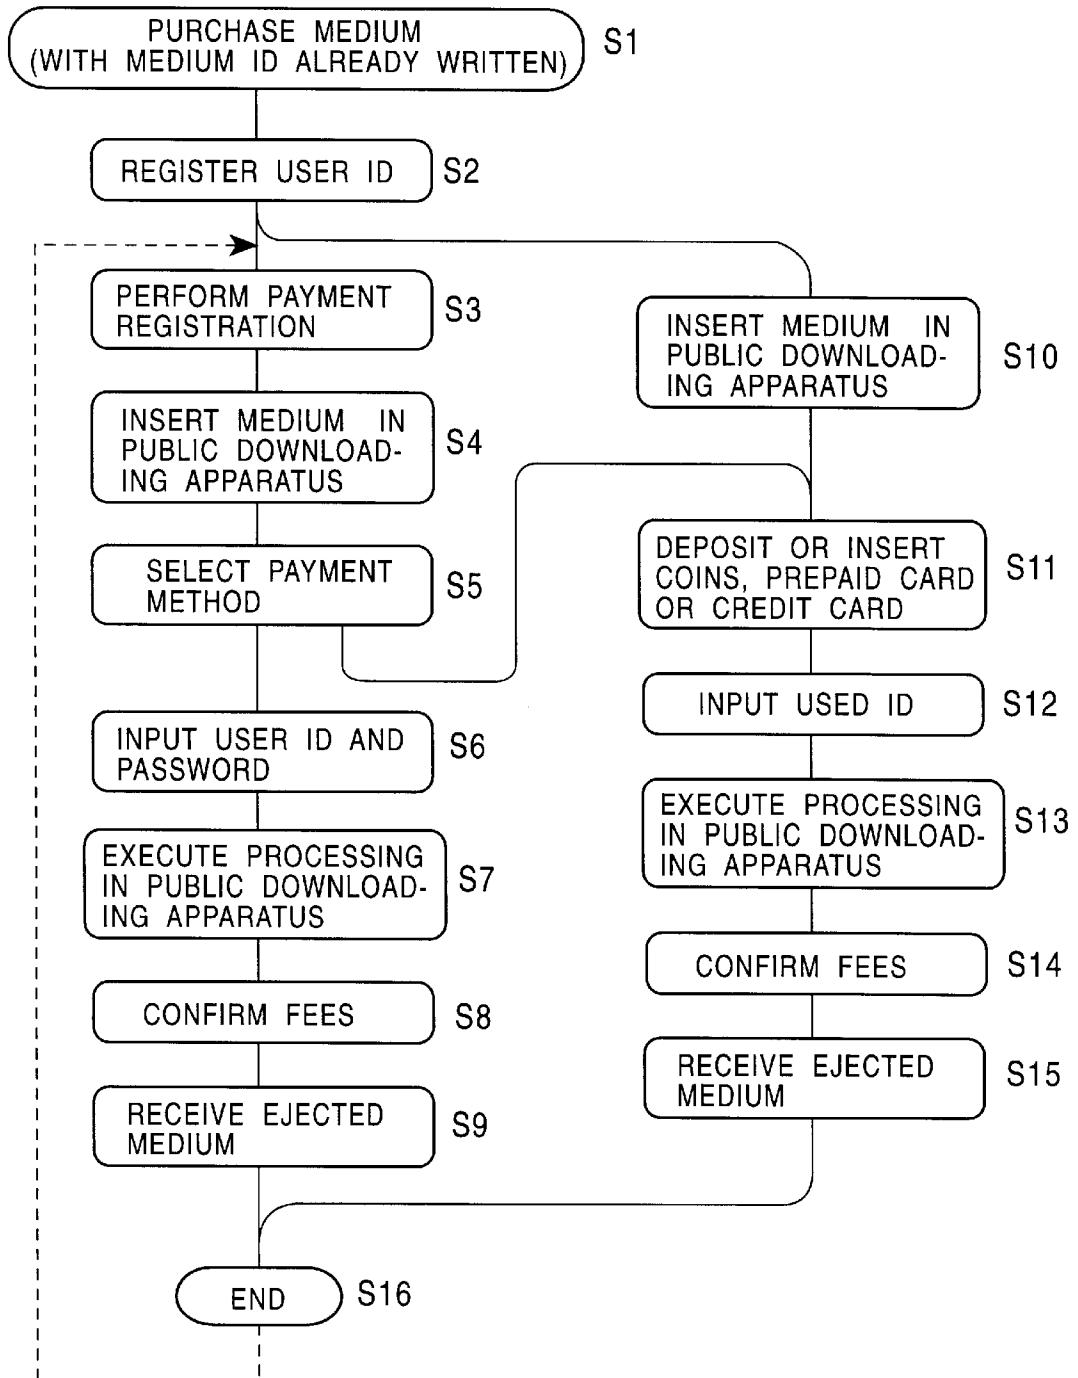 PURCHASE MEDIUM
(WITH MEDIUM ID ALREADY WRITTEN)
S1
REGISTER USER ID
S2
PERFORM PAYMENT
REGISTRATION
S3
INSERT MEDIUM IN
PUBLIC DOWNLOAD-
ING APPARATUS
S4
SELECT PAYMENT
METHOD
S5
INPUT USER ID AND
PASSWORD
S6
EXECUTE PROCESSING
IN PUBLIC DOWNLOAD-
ING APPARATUS
S7
CONFIRM FEES
S8
RECEIVE EJECTED
MEDIUM
S9
INSERT MEDIUM IN
PUBLIC DOWNLOAD-
ING APPARATUS
S10
DEPOSIT OR INSERT
COINS, PREPAID CARD
OR CREDIT CARD
S11
INPUT USED ID
S12
EXECUTE PROCESSING
IN PUBLIC DOWNLOAD-
ING APPARATUS
S13
CONFIRM FEES
S14
RECEIVE EJECTED
MEDIUM
S15
END
S16